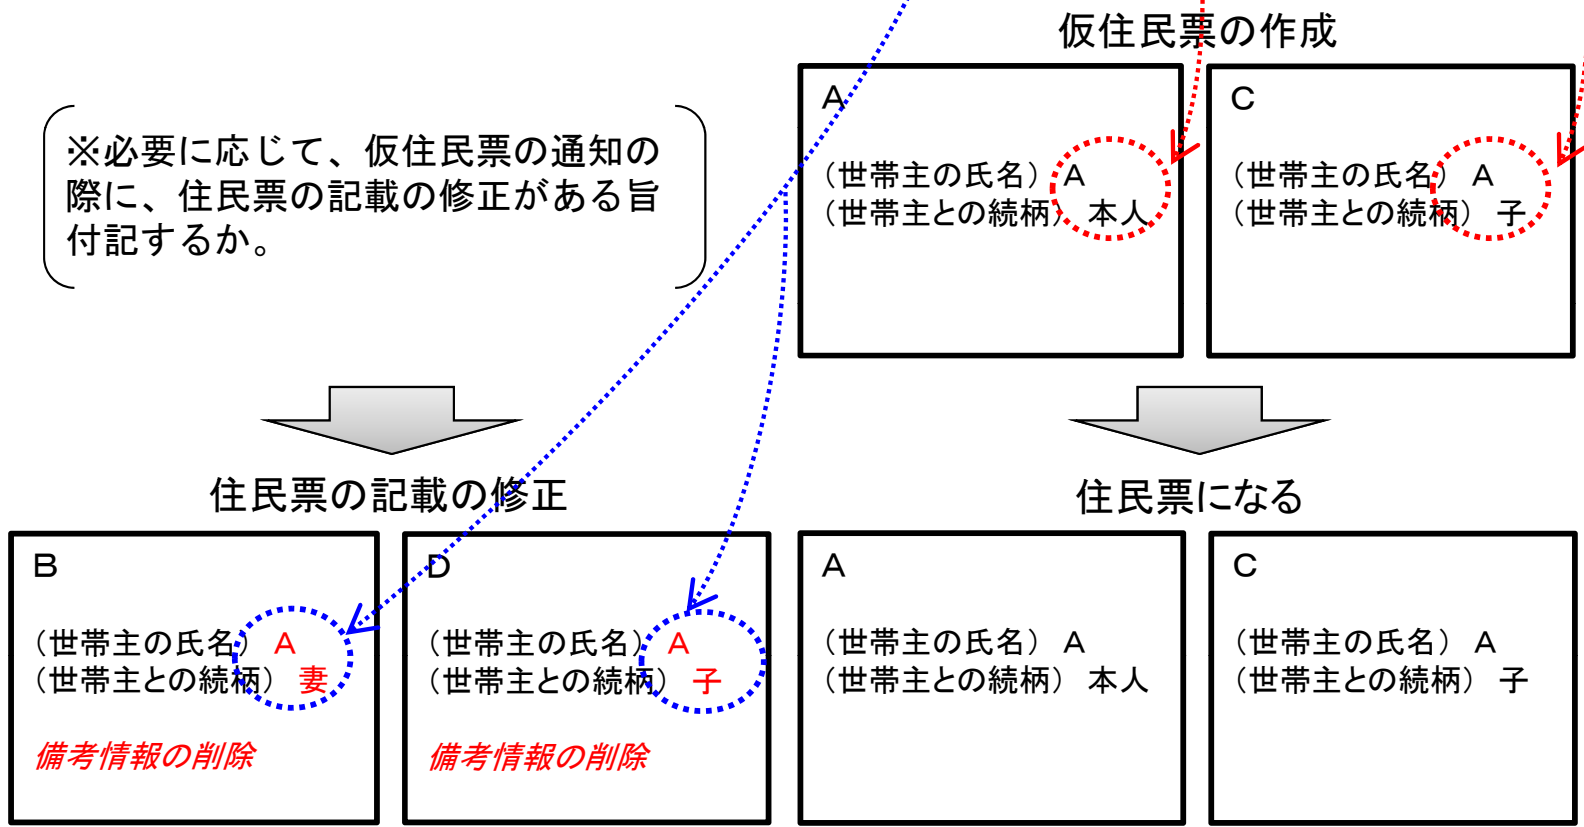 仮住民票の作成
※必要に応じて、仮住民票の通知の
際に、住民票の記載の修正がある旨
付記するか。
A
(世帯主の氏名) A
(世帯主との続柄) 本人
C
(世帯主の氏名) A
(世帯主との続柄) 子
住民票の記載の修正
住民票になる
B
(世帯主の氏名) A
(世帯主との続柄) 妻
備考情報の削除
D
(世帯主の氏名) A
(世帯主との続柄) 子
備考情報の削除
A
(世帯主の氏名) A
(世帯主との続柄) 本人
C
(世帯主の氏名) A
(世帯主との続柄) 子